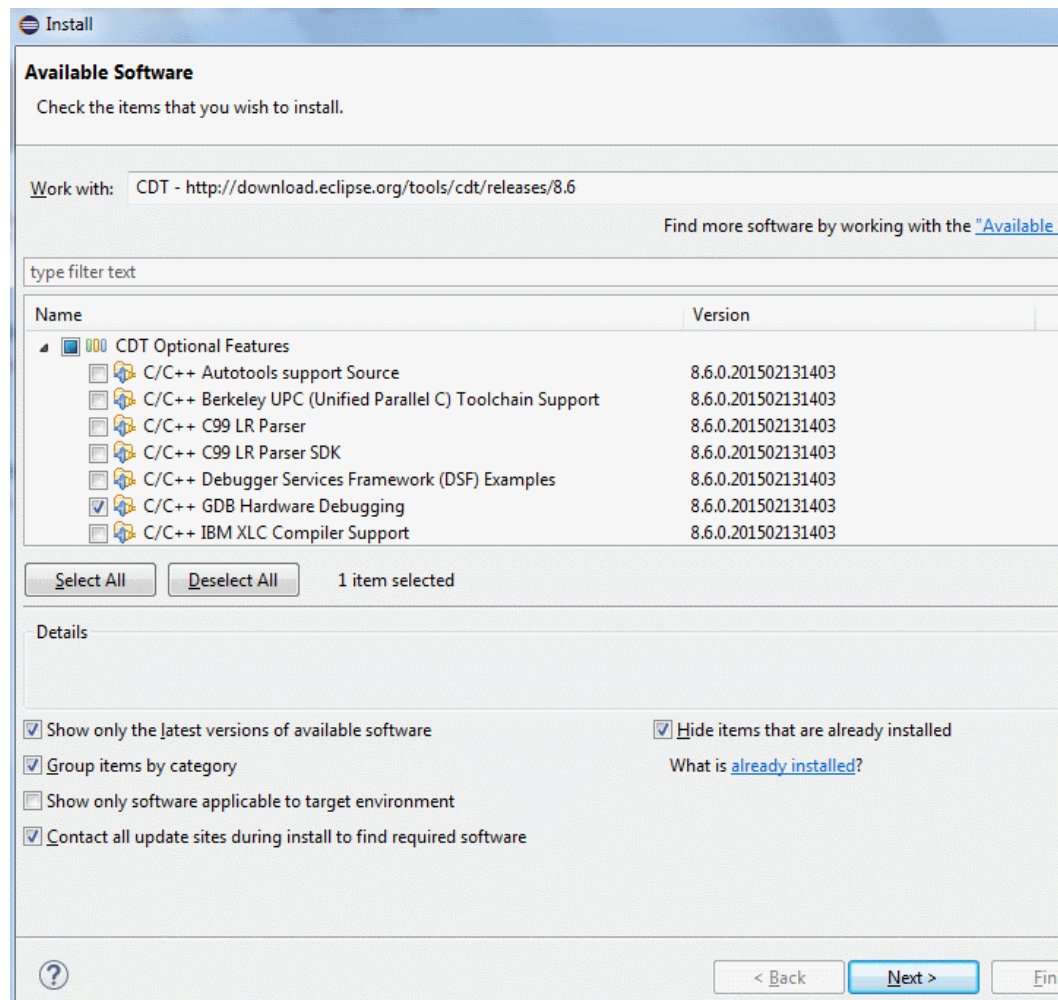 Install
Available Software
Check the items that you wish to install.
Work with: CDT - http://download.eclipse.org/tools/cdt/releases/8.6
Find more software by working with the "Available
type filter text
Name Version
CDT Optional Features
C/C++ Autotools support Source 8.6.0.201502131403
C/C++ Berkeley UPC (Unified Parallel C) Toolchain Support 8.6.0.201502131403
C/C++ C99 LR Parser 8.6.0.201502131403
C/C++ C99 LR Parser SDK 8.6.0.201502131403
C/C++ Debugger Services Framework (DSF) Examples 8.6.0.201502131403
C/C++ GDB Hardware Debugging 8.6.0.201502131403
C/C++ IBM XLC Compiler Support 8.6.0.201502131403
Select All Deselect All 1 item selected
Details
Show only the latest versions of available software Hide items that are already installed
Group items by category What is already installed?
Show only software applicable to target environment
Contact all update sites during install to find required software
? < Back Next > Fin